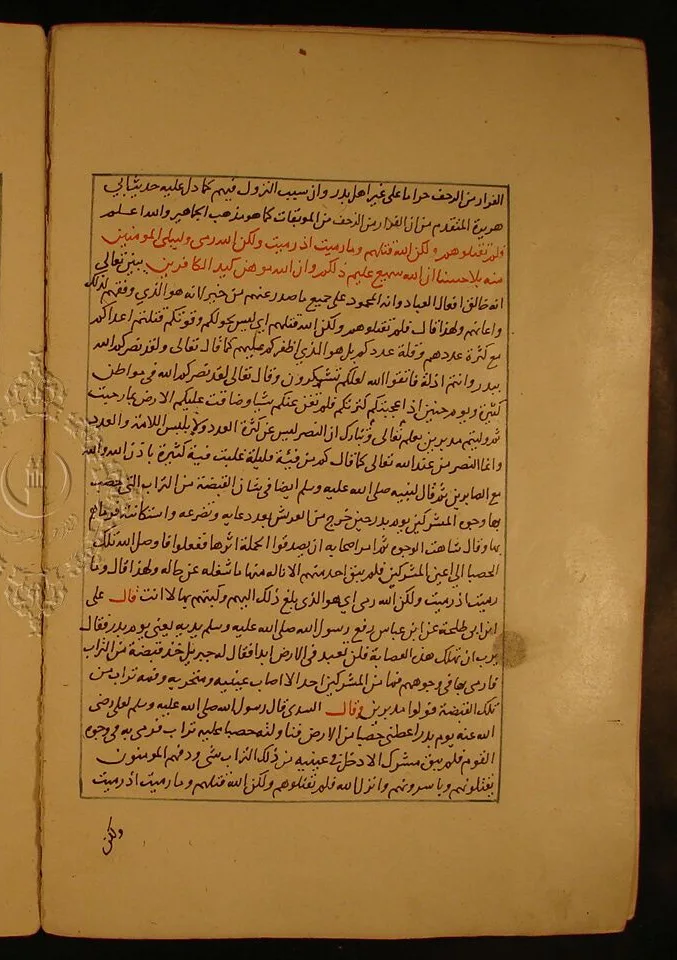 الفرار من الزحف حراما على غير اهل بدر وان سبب النزول فيهم كما دل عليه حديث ابي
هريرة المتقدم من ان الفرار من الزحف من الموبقات كما هو مذهب الجماهير والله اعلم
فلم تقتلوهم ولكن الله قتلهم وما رميت اذ رميت ولكن الله رمى وليبلي المومنين
منه بلاء حسنا ان الله سميع عليم ذلكم وان الله موهن كيد الكافرين يبين تعالى
انه خالق افعال العباد وانه المحمود على جميع ما صدر عنهم من خير لانه هو الذي وفقهم لذلك
واعانهم ولهذا قال فلم تقتلوهم ولكن الله قتلهم اي ليس بحولكم وقوتكم قتلتم اعداكم
مع كثرة عددهم وقلة عددكم بل هو الذي اظفركم عليهم كما قال تعالى ولقد نصركم الله
ببدر وانتم اذلة فاتقوا الله لعلكم تشكرون وقال تعالى لقد نصركم الله في مواطن
كثيرة ويوم حنين اذ اعجبتكم كثرتكم فلم تغن عنكم شيا وضاقت عليكم الارض بما رحبت
ثم وليتم مدبرين يعلم تعالى وتبارك ان النصر ليس عن كثرة العدد ولا بلبس اللامة والعدد
وانما النصر من عند الله تعالى كما قال كم من فئة قليلة غلبت فية كثيرة باذن الله والله
مع الصابرين ثم قال لنبيه صلى الله عليه وسلم ايضا في شان القبضة من التراب التي حصب
بها وجوه المشركين يوم بدر حين خرج من العرش بعد دعايه وتضرعه واستكانته فرماهم
بها وقال شاهت الوجوه ثم امر اصحابه ان يصدقوا الحملة اثرها ففعلوا فاوصل الله تلك
الحصبا الى اعين المشركين فلم يبق احد منهم الا ناله منها ما شغله عن حاله ولهذا قال وما
رميت اذ رميت ولكن الله رمى اي هو الذي بلغ ذلك اليهم وكبتهم بها لا انت قال على
ابن ابي طلحة عن ابن عباس رفع رسول الله صلى الله عليه وسلم يديه يعني يوم بدر فقال
يرب ان تهلك هذه العصابة فلن تعبد في الارض ابدا فقال له جبريل خذ قبضة من التراب
فارمي بها في وجوههم فما من المشركين احد الا اصاب عينيه ومنخريه وفمه تراب من
تلك القبضة فولوا مدبرين وقال السدي قال رسول الله صلى الله عليه وسلم لعلي رضى
الله عنه يوم بدر اعطني حصبا من الارض فناوله حصبا عليه تراب فرمى به في وجوه
القوم فلم يبق مشرك الا دخل في عينيه من ذلك التراب شى ودفهم المومنون
يقتلونهم وياسرونهم وانزل الله فلم تقتلوهم ولكن الله قتلهم وما رميت اذ رميت
ولكن